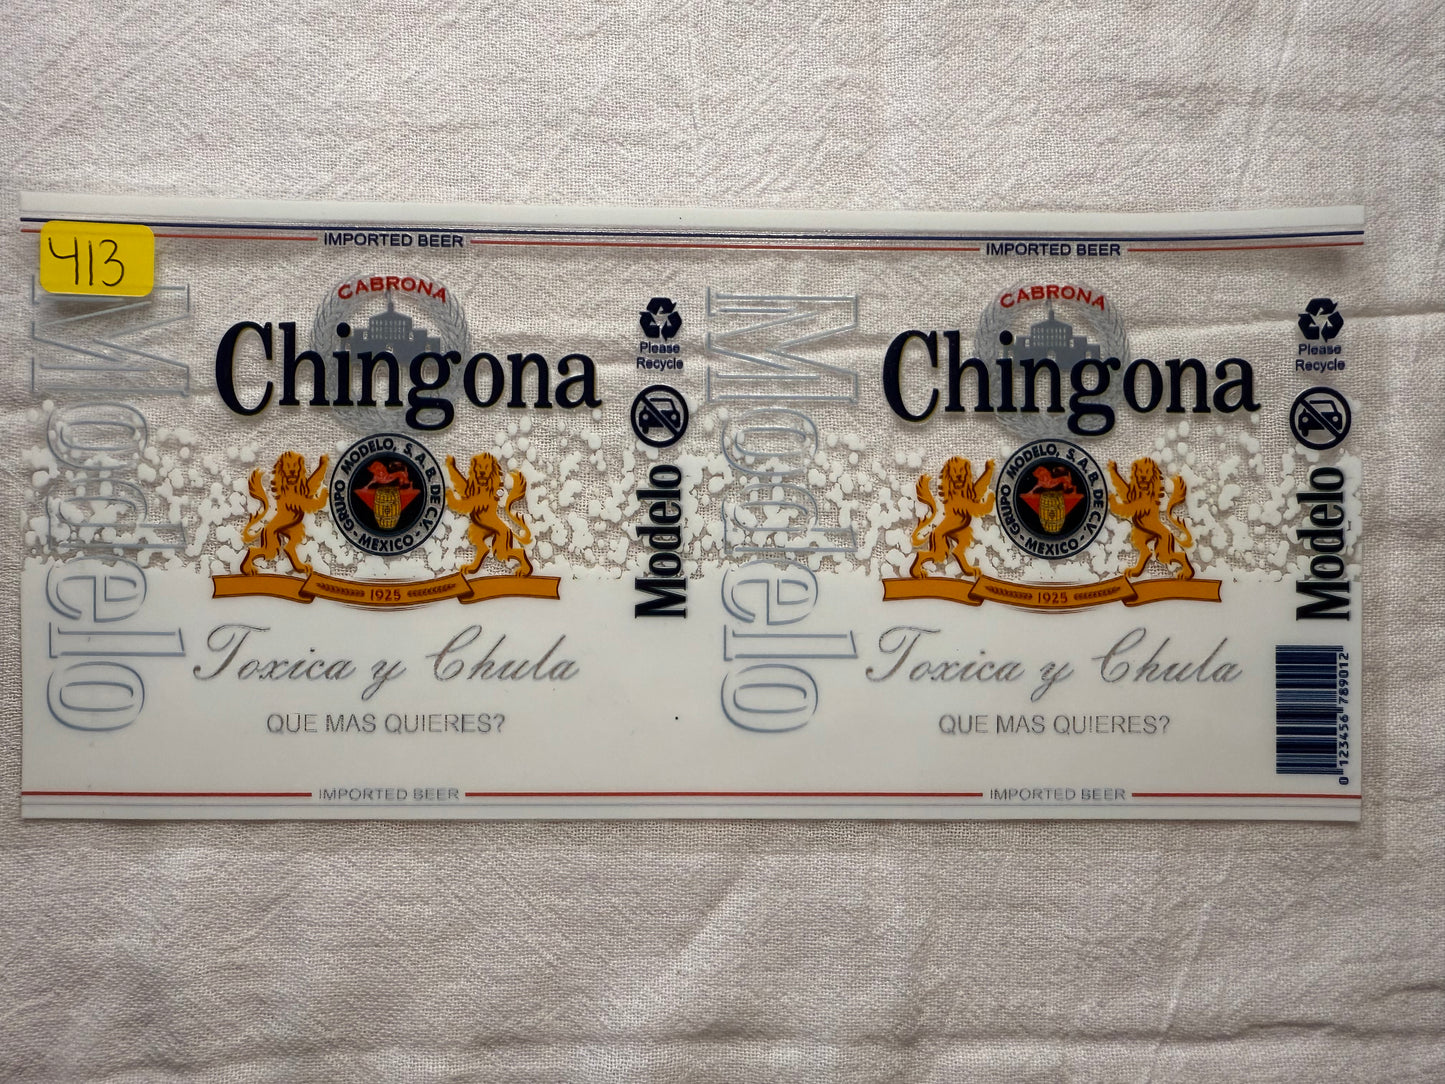 413
IMPORTED BEER
Modelo
CABRONA
Chingona
GRUPO MODELO, S. A. B. DE C.V.
- MEXICO -
1925
Toxica y Chula
QUE MAS QUIERES?
IMPORTED BEER
Please
Recycle
Modelo
IMPORTED BEER
Modelo
CABRONA
Chingona
GRUPO MODELO, S. A. B. DE C.V.
- MEXICO -
1925
Toxica y Chula
QUE MAS QUIERES?
IMPORTED BEER
Please
Recycle
Modelo
0 123456 789012